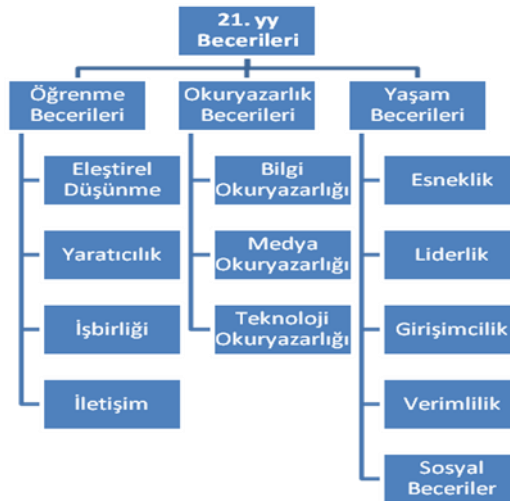 21. yy
Becerileri
Öğrenme
Becerileri
Eleştirel
Düşünme
Yaratıcılık
İşbirliği
İletişim
Okuryazarlık
Becerileri
Bilgi
Okuryazarlığı
Medya
Okuryazarlığı
Teknoloji
Okuryazarlığı
Yaşam
Becerileri
Esneklik
Liderlik
Girişimcilik
Verimlilik
Sosyal
Beceriler